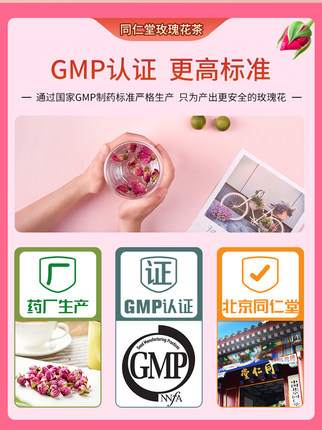 同仁堂玫瑰花茶
GMP认证 更高标准
通过国家GMP制药标准严格生产 只为产出更安全的玫瑰花
厂
证
药厂生产
GMP认证
北京同仁堂
Good Manufacturing Practices
GMP
NNFA
堂仁同